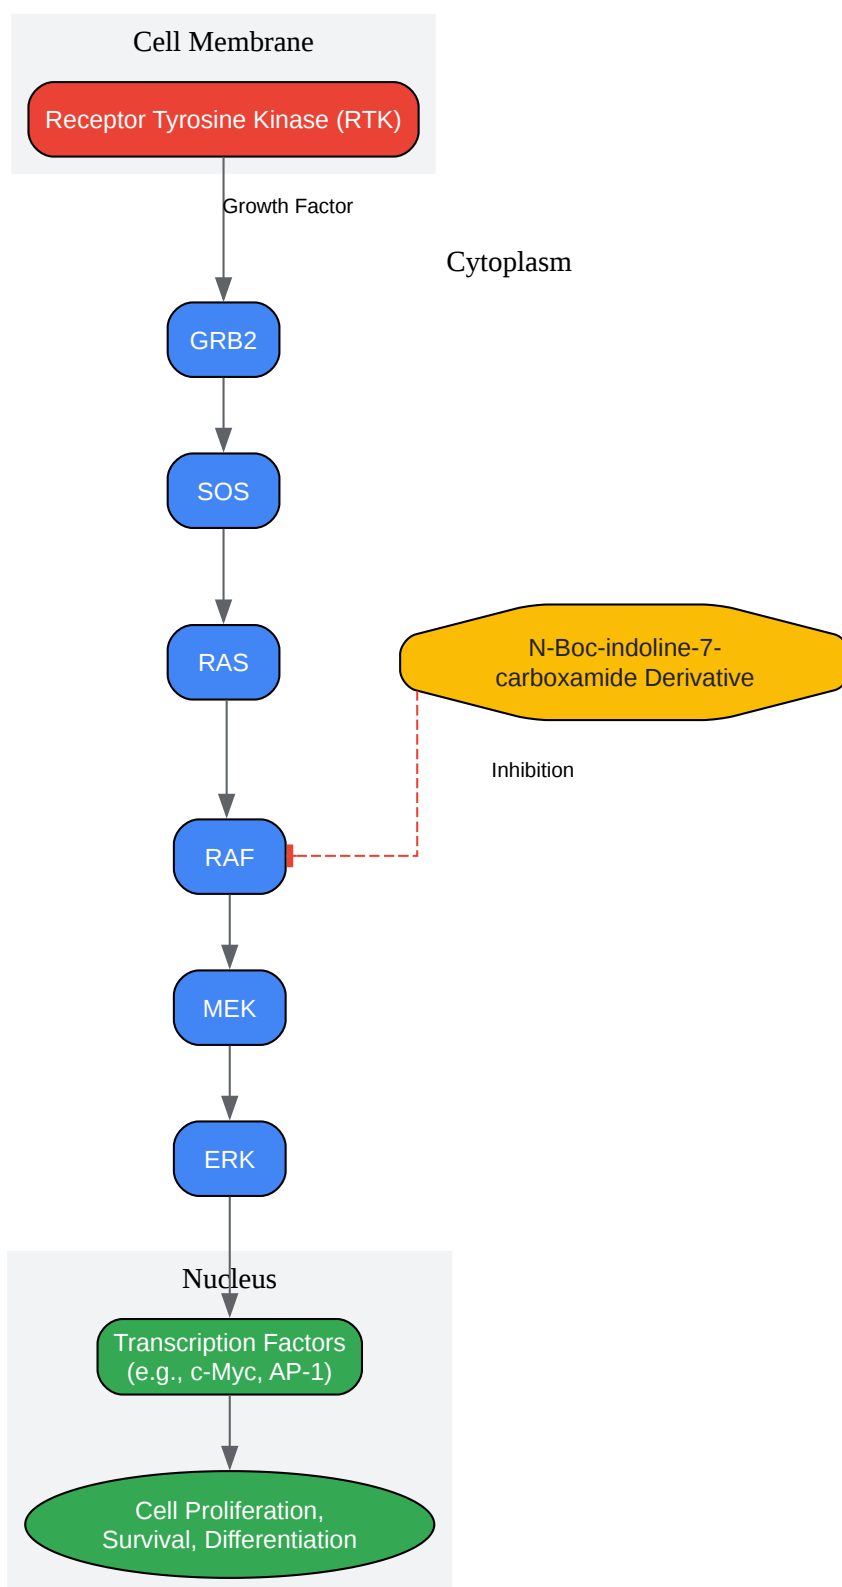 Cell Membrane
Receptor Tyrosine Kinase (RTK)
Growth Factor
Cytoplasm
GRB2
SOS
RAS
N-Boc-indoline-7-
carboxamide Derivative
Inhibition
RAF
MEK
ERK
Nucleus
Transcription Factors
(e.g., c-Myc, AP-1)
Cell Proliferation,
Survival, Differentiation